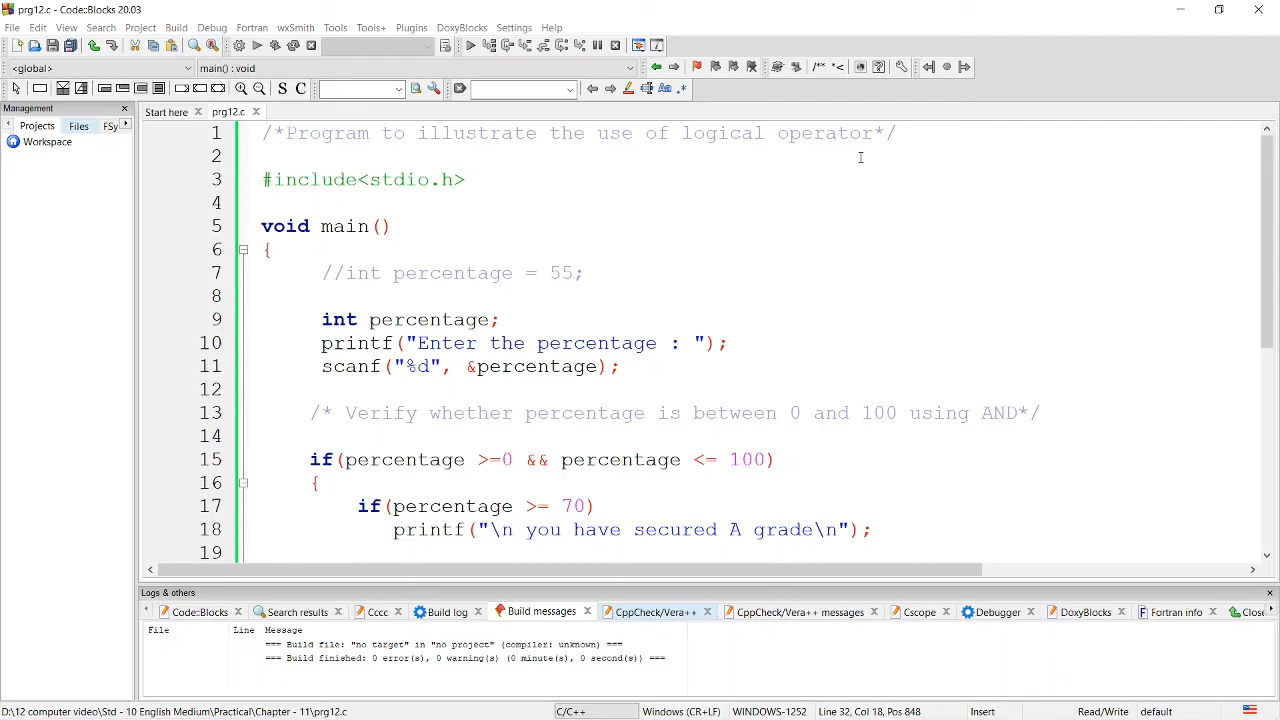 prg12.c - Code::Blocks 20.03
File Edit View Search Project Build Debug Fortran wxSmith Tools Tools+ Plugins DoxyBlocks Settings Help
<global> main() : void
S C
/** *<
Aa .*
Management
Projects Files FSy
Workspace
Start here prg12.c
1 /*Program to illustrate the use of logical operator*/
2
3 #include<stdio.h>
4
5 void main()
6 {
7 //int percentage = 55;
8
9 int percentage;
10 printf("Enter the percentage : ");
11 scanf("%d", &percentage);
12
13 /* Verify whether percentage is between 0 and 100 using AND*/
14
15 if(percentage >=0 && percentage <= 100)
16 {
17 if(percentage >= 70)
18 printf("\n you have secured A grade\n");
19
Logs & others
Code::Blocks Search results Cccc Build log Build messages CppCheck/Vera++ CppCheck/Vera++ messages Cscope Debugger DoxyBlocks Fortran info Close
File Line Message
=== Build file: "no target" in "no project" (compiler: unknown) ===
=== Build finished: 0 error(s), 0 warning(s) (0 minute(s), 0 second(s)) ===
D:\12 computer video\Std - 10 English Medium\Practical\Chapter - 11\prg12.c C/C++ Windows (CR+LF) WINDOWS-1252 Line 32, Col 18, Pos 848 Insert Read/Write default